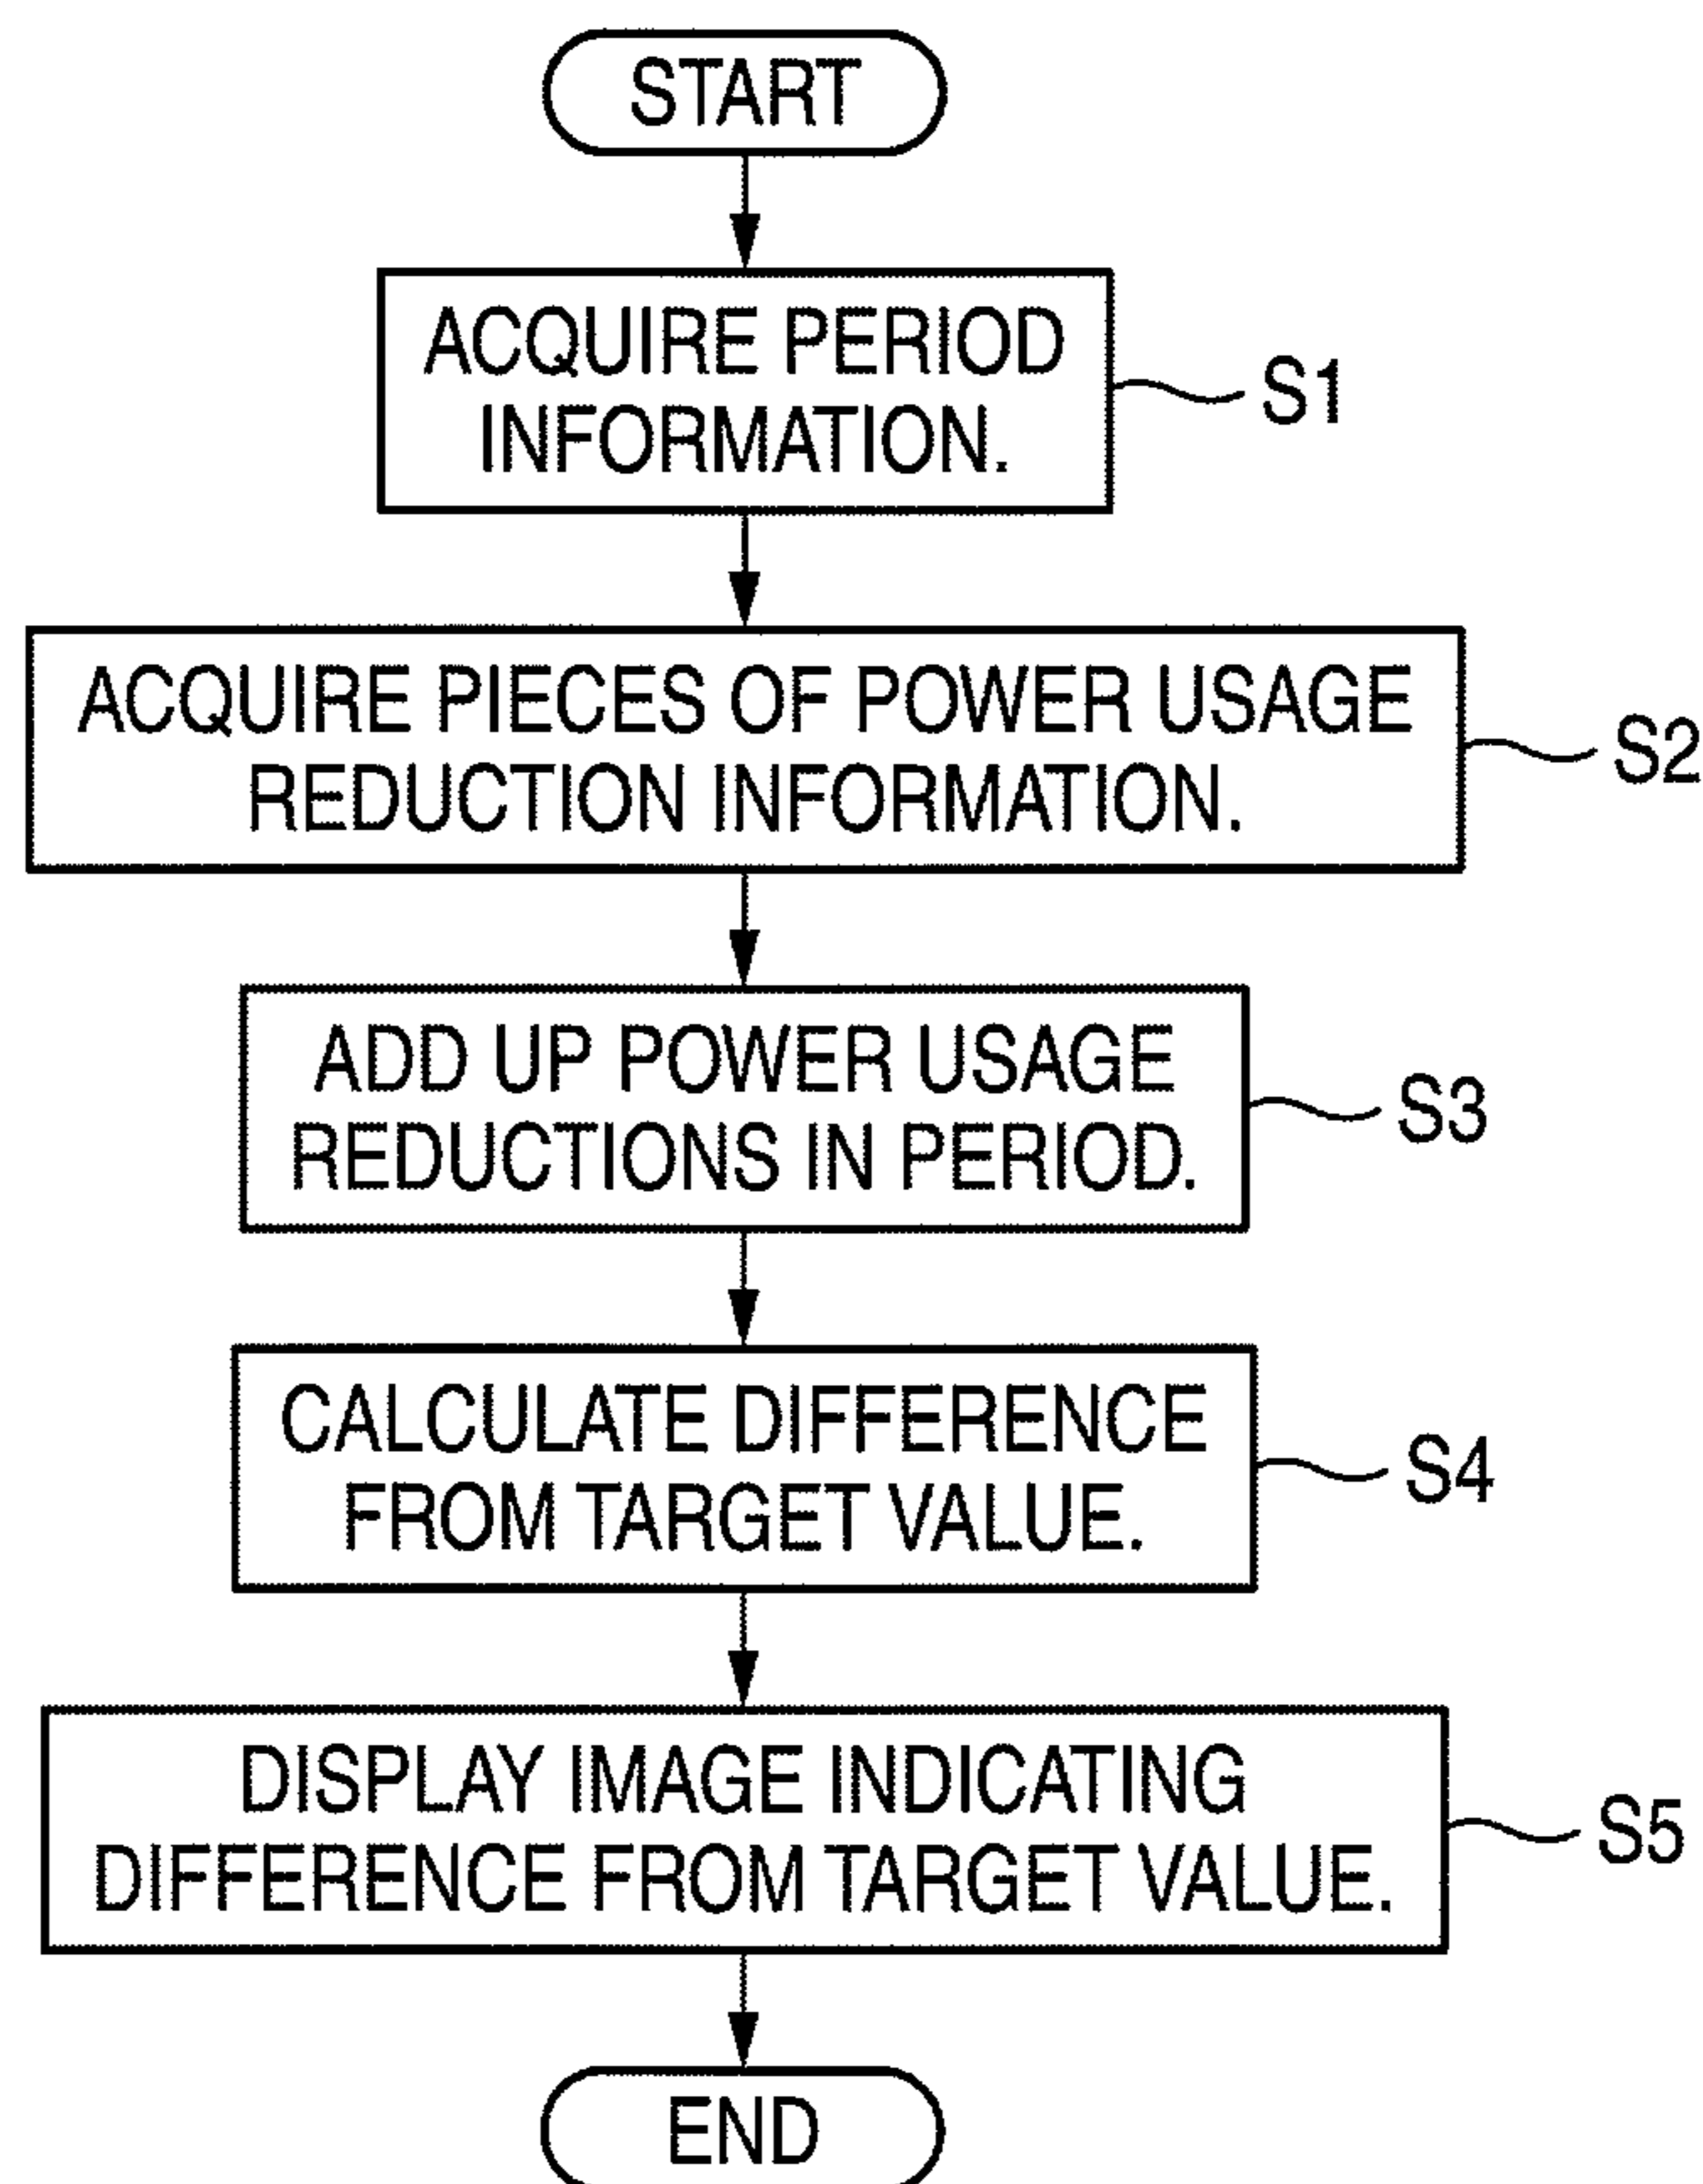 START
ACQUIRE PERIOD
INFORMATION.
S1
ACQUIRE PIECES OF POWER USAGE
REDUCTION INFORMATION.
S2
ADD UP POWER USAGE
REDUCTIONS IN PERIOD.
S3
CALCULATE DIFFERENCE
FROM TARGET VALUE.
S4
DISPLAY IMAGE INDICATING
DIFFERENCE FROM TARGET VALUE.
S5
END